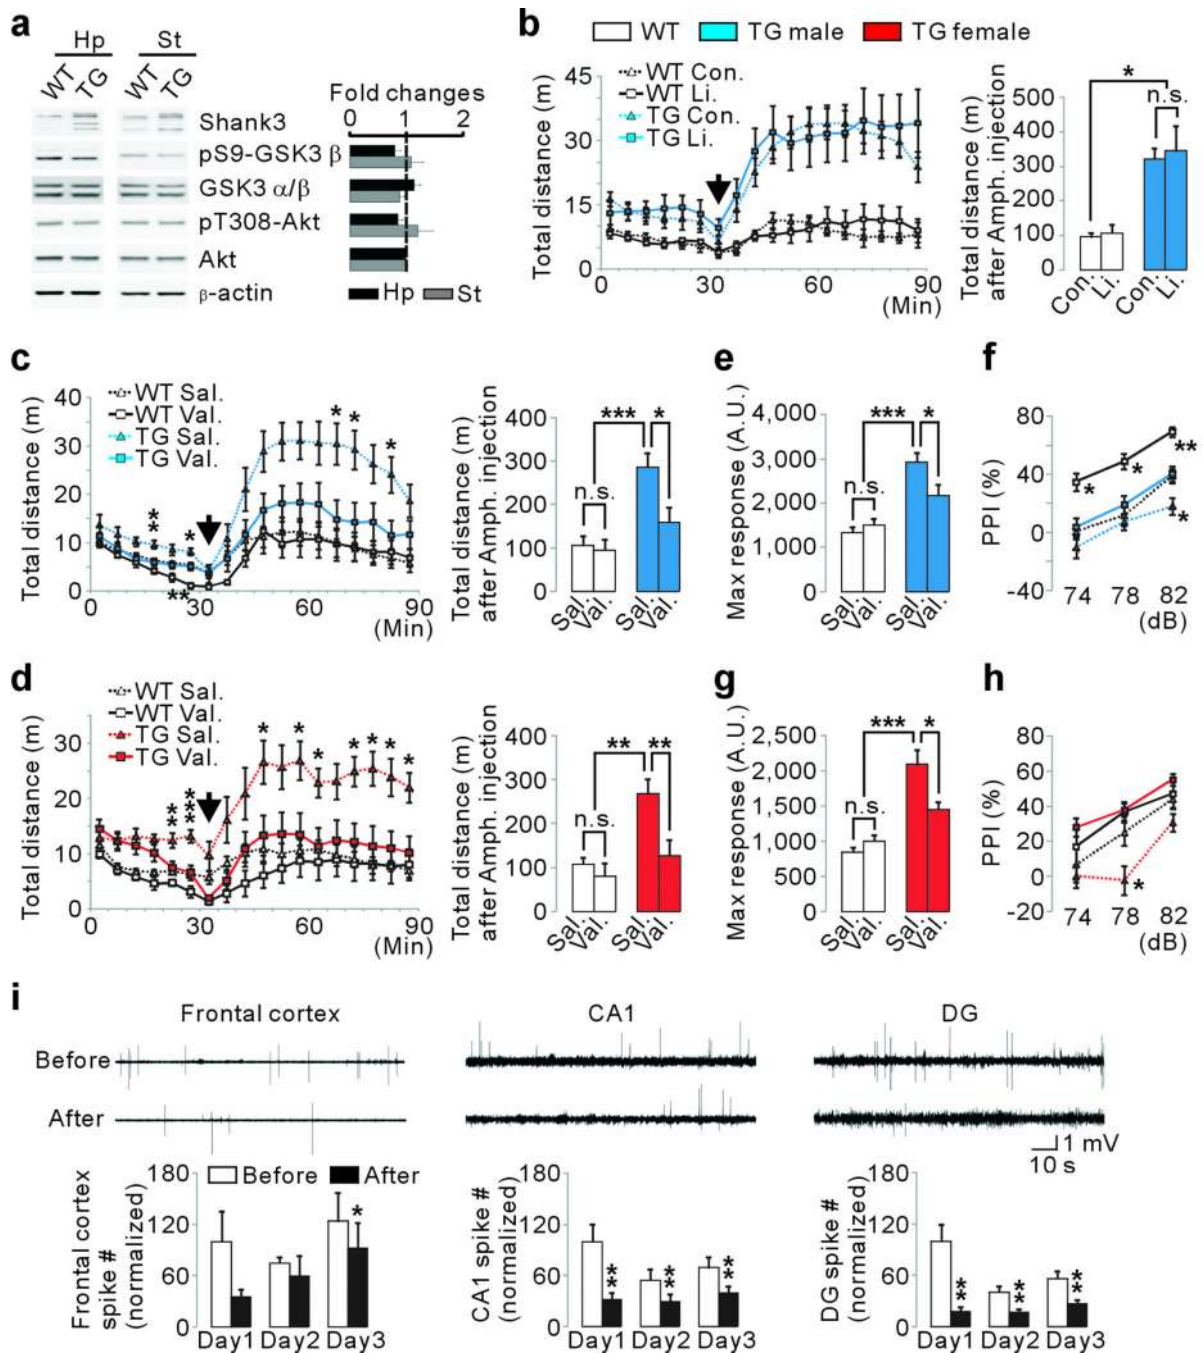 a
Hp St
WT TG WT TG
Fold changes
0 1 2
Shank3
pS9-GSK3 β
GSK3 α/β
pT308-Akt
Akt
β-actin
Hp St
b
WT TG male TG female
Total distance (m)
45
30
15
0
0 30 60 90
(Min)
WT Con.
WT Li.
TG Con.
TG Li.
Total distance (m)
after Amph. injection
500
400
300
200
100
0
*
n.s.
Con. Li. Con. Li.
c
Total distance (m)
40
30
20
10
0
0 30 60 90
(Min)
WT Sal.
WT Val.
TG Sal.
TG Val.
** * * * *
**
Total distance (m)
after Amph. injection
400
300
200
100
0
*** *
n.s.
Sal. Val. Sal. Val.
e
Max response (A.U.)
4,000
3,000
2,000
1,000
0
*** *
n.s.
Sal. Val. Sal. Val.
f
PPI (%)
80
40
0
-40
* * ** *
74 78 82
(dB)
d
Total distance (m)
30
20
10
0
0 30 60 90
(Min)
WT Sal.
WT Val.
TG Sal.
TG Val.
** *** * * * * * * *
Total distance (m)
after Amph. injection
400
300
200
100
0
** **
n.s.
Sal. Val. Sal. Val.
g
Max response (A.U.)
2,500
2,000
1,500
1,000
500
0
*** *
n.s.
Sal. Val. Sal. Val.
h
PPI (%)
80
60
40
20
0
-20
*
74 78 82
(dB)
i
Frontal cortex CA1 DG
Before
After
1 mV
10 s
Frontal cortex
spike #
(normalized)
180
120
60
0
Before After
*
Day1 Day2 Day3
CA1 spike #
(normalized)
180
120
60
0
** ** **
Day1 Day2 Day3
DG spike #
(normalized)
180
120
60
0
** ** **
Day1 Day2 Day3